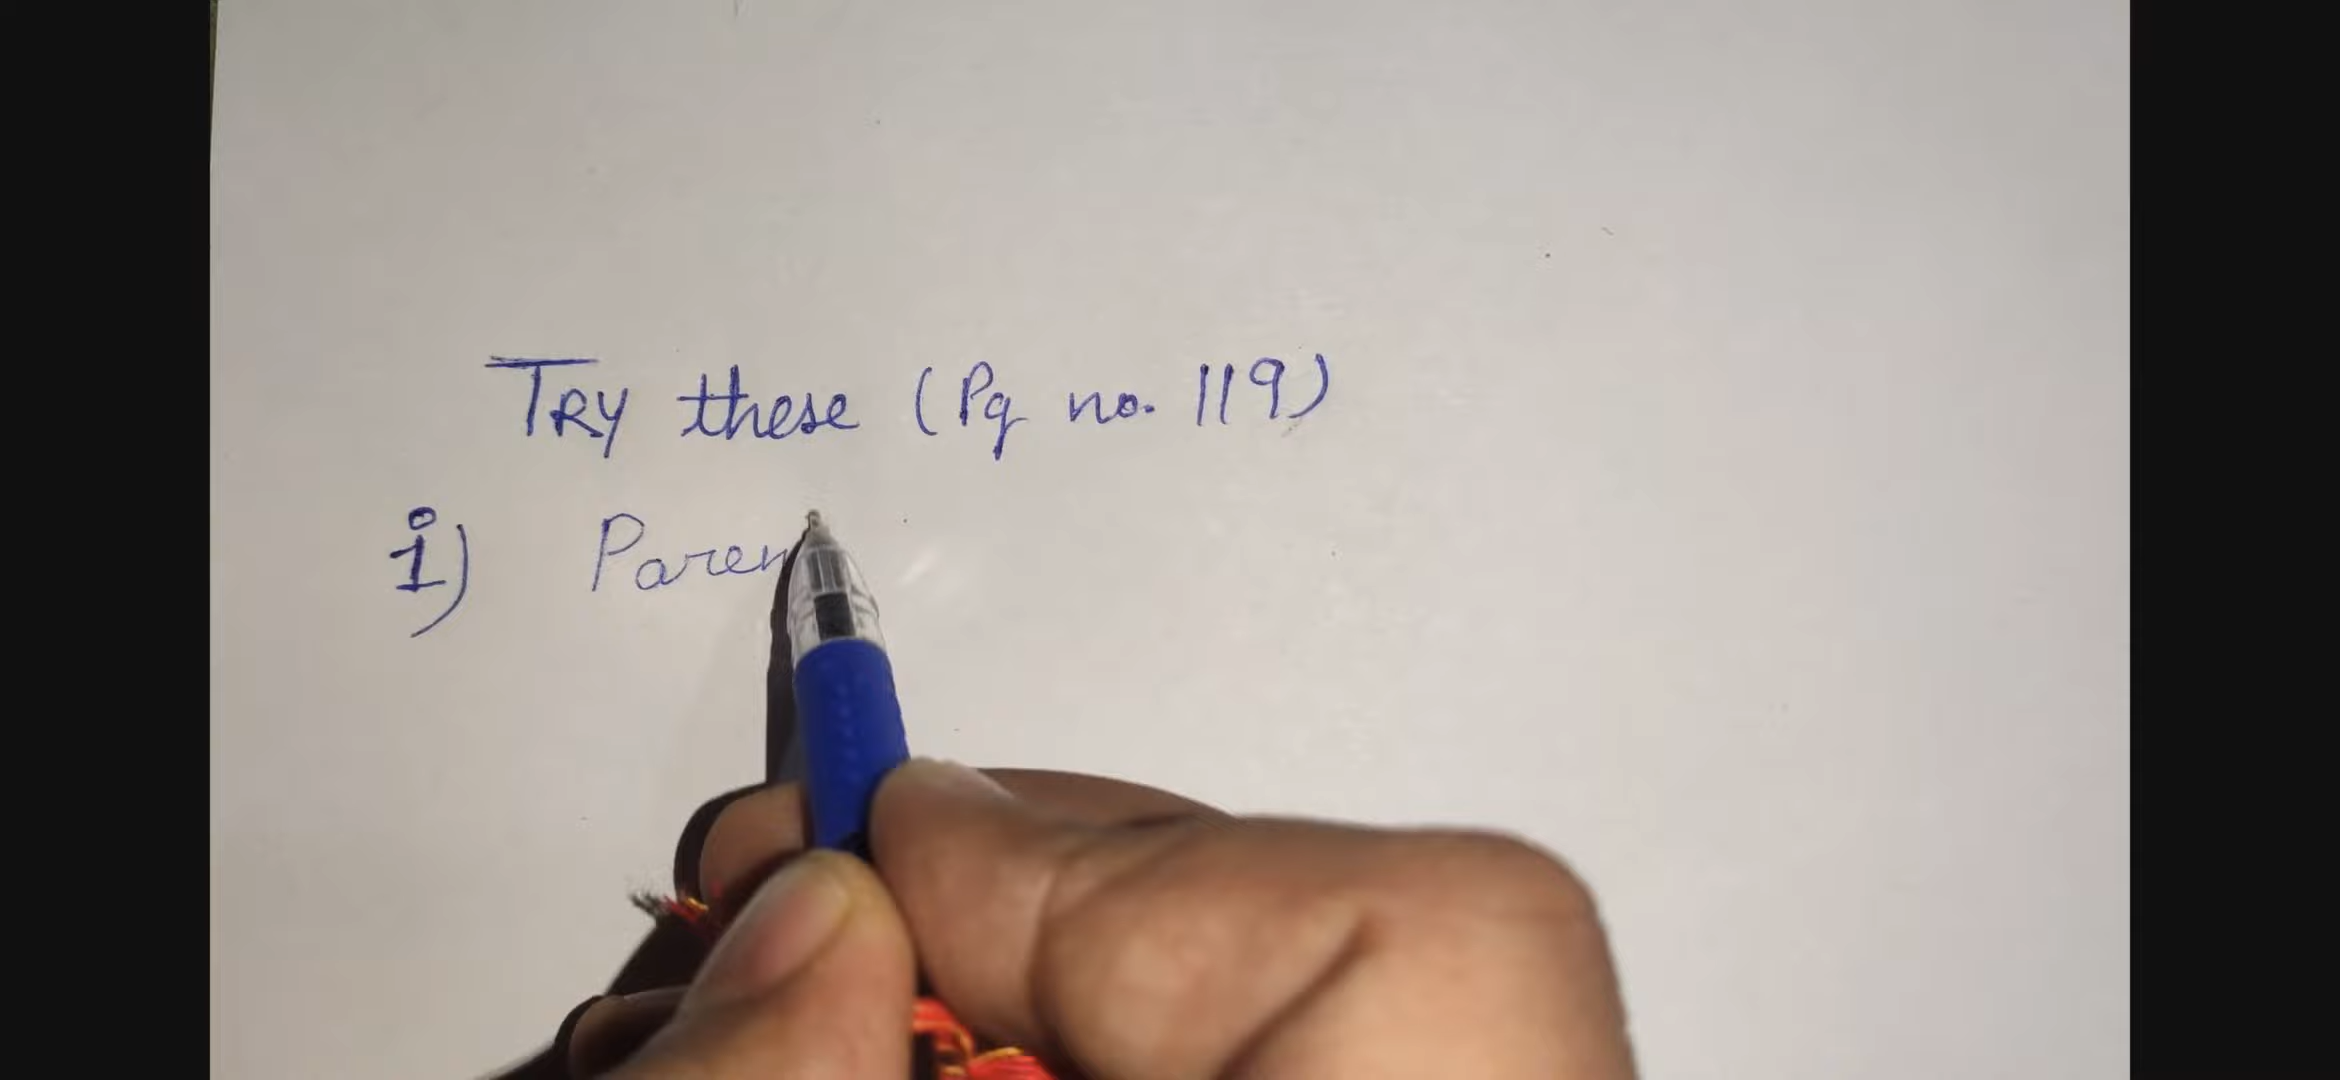 TRY these (Pg no. 119)
i) Paren